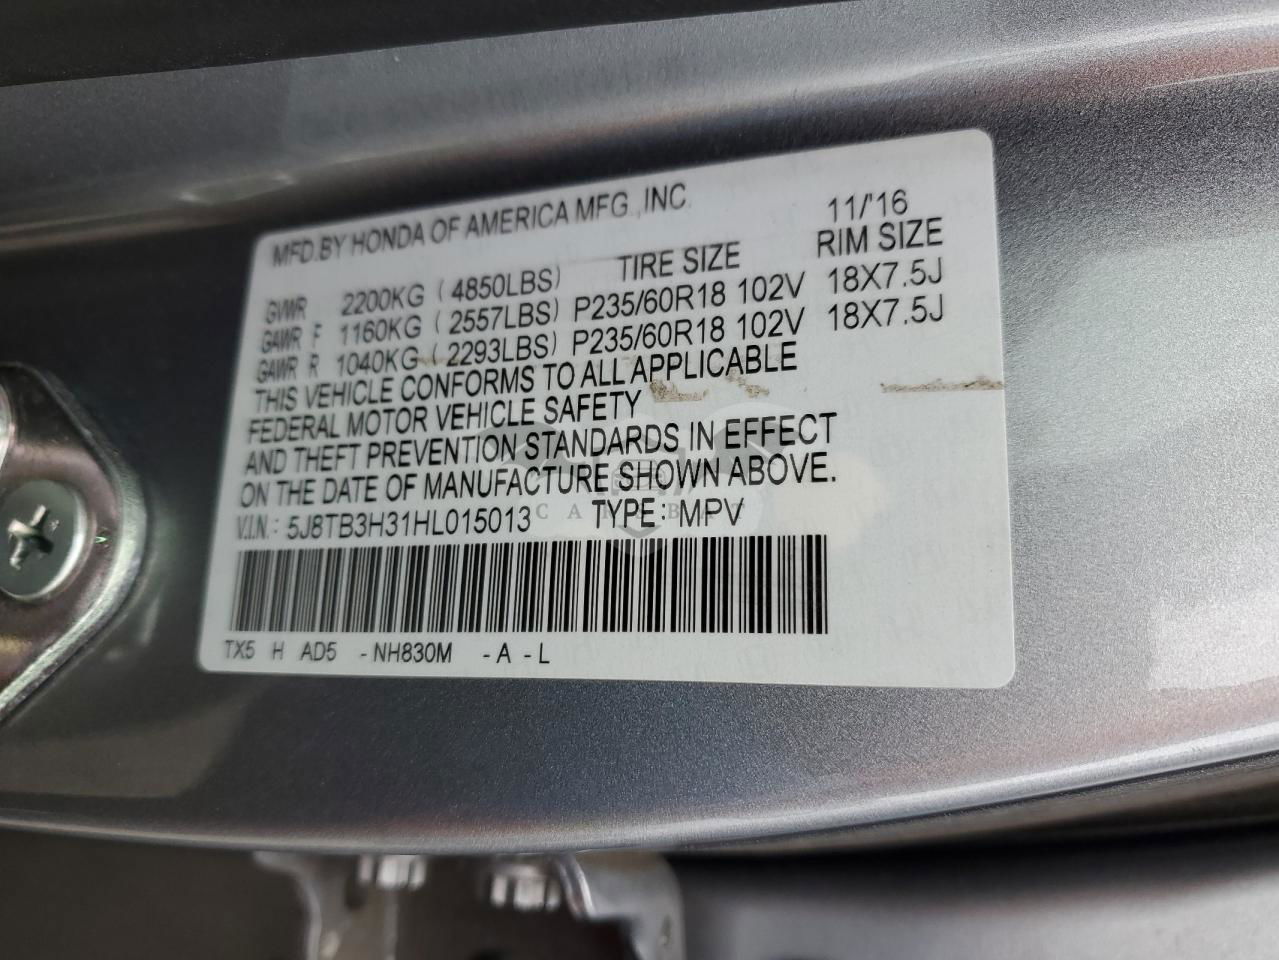 MFD.BY HONDA OF AMERICA MFG.,INC. 11/'16
TIRE SIZE RIM SIZE
GVWR 2200KG (4850LBS)
GAWR F 1160KG (2557LBS) P235/60R18 102V 18X7.5J
GAWR R 1040KG (2293LBS) P235/60R18 102V 18X7.5J
THIS VEHICLE CONFORMS TO ALL APPLICABLE
FEDERAL MOTOR VEHICLE SAFETY
AND THEFT PREVENTION STANDARDS IN EFFECT
ON THE DATE OF MANUFACTURE SHOWN ABOVE.
V.I.N.: 5J8TB3H31HL015013 TYPE: MPV
TX5 H AD5 -NH830M -A -L